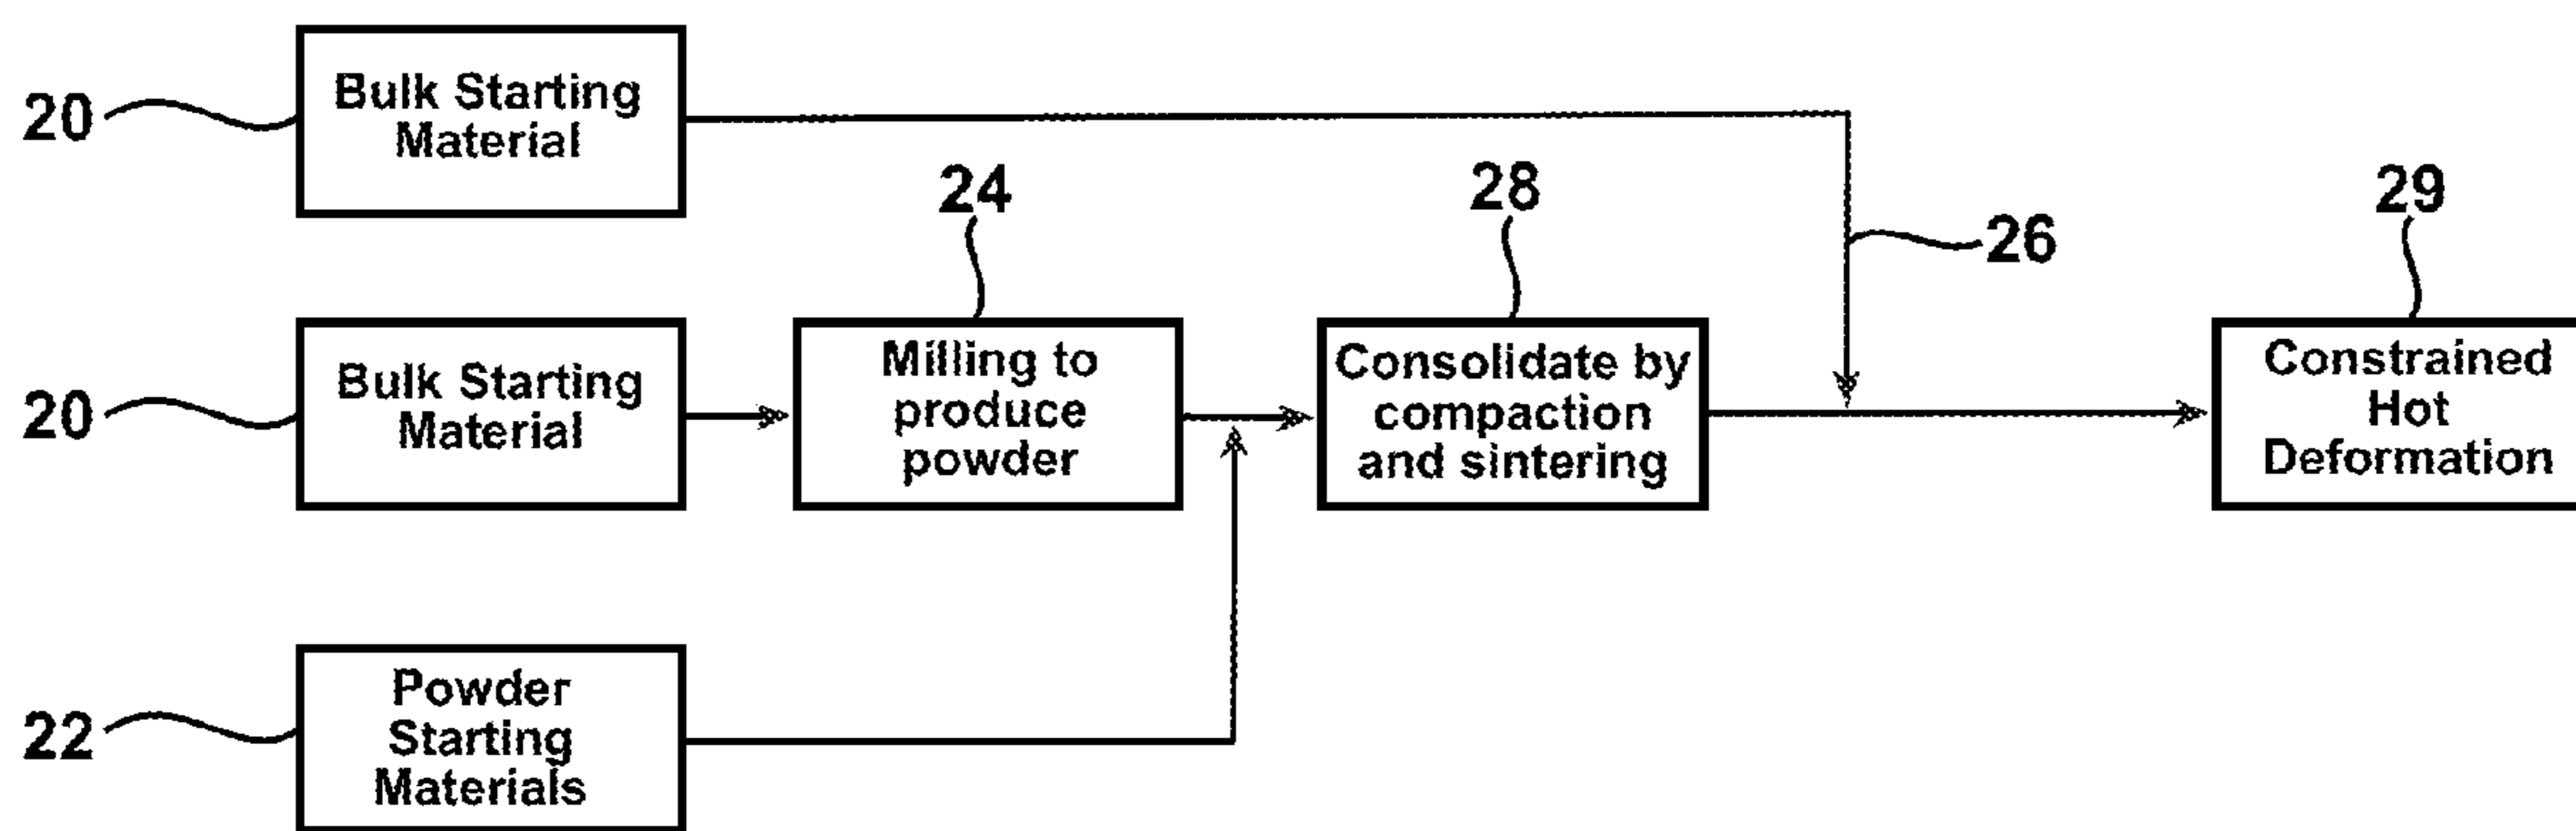 20
Bulk Starting
Material
24
28
26
29
20
Bulk Starting
Material
Milling to
produce
powder
Consolidate by
compaction
and sintering
Constrained
Hot
Deformation
22
Powder
Starting
Materials